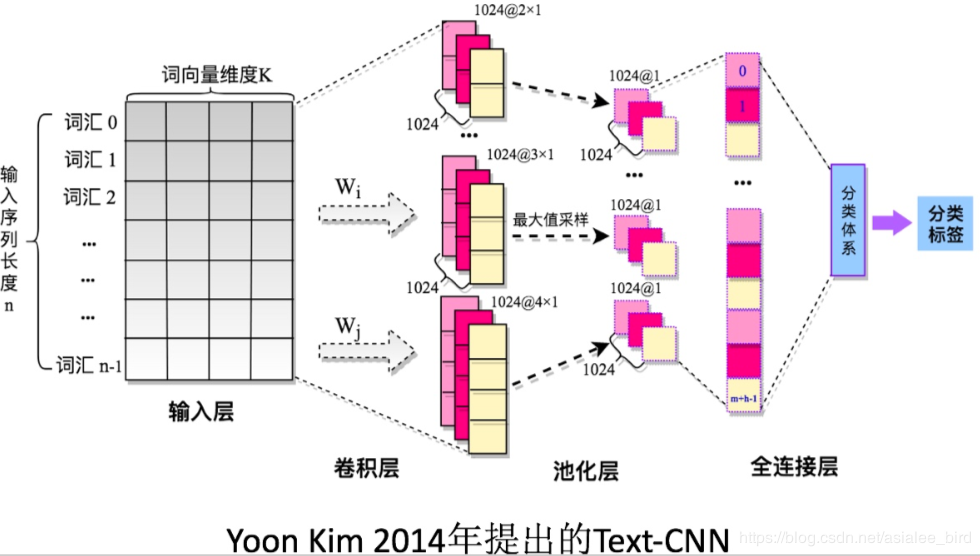 1024@2×1
词向量维度K
1024@1
0
词汇 0
1
1024
...
词汇 1
1024
1024@3×1
...
...
输入序列长度n
词汇 2
Wi
1024@1
分类体系
分类标签
最大值采样
...
...
1024
1024@1
1024@4×1
...
Wj
词汇 n-1
1024
m+h-1
输入层
卷积层
池化层
全连接层
Yoon Kim 2014年提出的Text-CNN
https://blog.csdn.net/asialee_bird